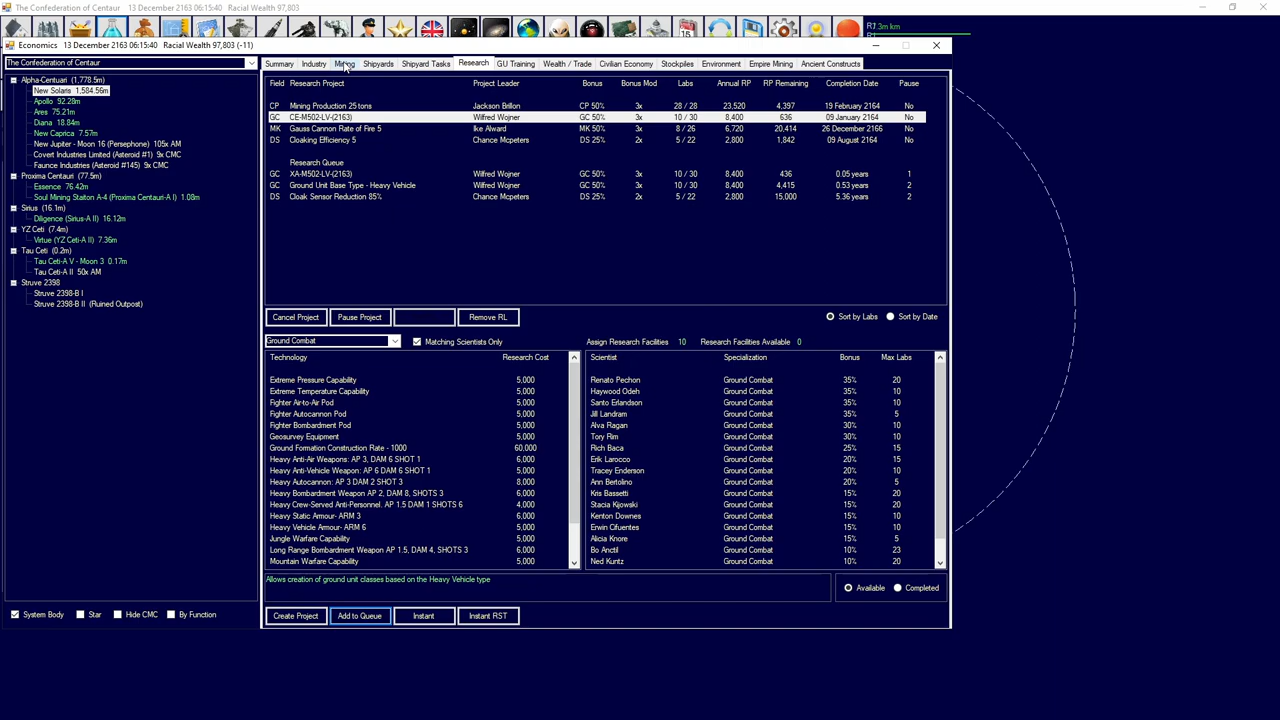 The Confederation of Centaur    13 December 2163 06:15:40   Racial Wealth 97,803
3m km
Economics    13 December 2163 06:15:40   Racial Wealth 97,803 (-11)
The Confederation of Centaur
Summary Industry Mining Shipyards Shipyard Tasks Research GU Training Wealth / Trade Civilian Economy Stockpiles Environment Empire Mining Ancient Constructs
Alpha-Centuari (1,778.5m)
New Solaris 1,584.56m
Apollo 92.28m
Ares 75.21m
Diana 18.84m
New Caprica 7.57m
New Jupiter - Moon 16 (Persephone) 105x AM
Covert Industries Limited (Asteroid #1) 9x CMC
Faunce Industries (Asteroid #145) 9x CMC
Proxima Centauri (77.5m)
Essence 76.42m
Soul Mining Staiton A-4 (Proxima Centauri-A I) 1.08m
Sirius (16.1m)
Diligence (Sirius-A II) 16.12m
YZ Ceti (7.4m)
Virtue (YZ Ceti-A II) 7.36m
Tau Ceti (0.2m)
Tau Ceti-A V - Moon 3 0.17m
Tau Ceti-A II 50x AM
Struve 2398
Struve 2398-B I
Struve 2398-B II (Ruined Outpost)
System Body Star Hide CMC By Function
Field Research Project Project Leader Bonus Bonus Mod Labs Annual RP RP Remaining Completion Date Pause
CP Mining Production 25 tons Jackson Brillon CP 50% 3x 28 / 28 23,520 4,397 19 February 2164 No
GC CE-M502-LV-(2163) Wilfred Wojner GC 50% 3x 10 / 30 8,400 636 09 January 2164 No
MK Gauss Cannon Rate of Fire 5 Ike Alward MK 50% 3x 8 / 26 6,720 20,414 26 December 2166 No
DS Cloaking Efficiency 5 Chance Mcpeters DS 25% 2x 5 / 22 2,800 1,842 09 August 2164 No
Research Queue
GC XA-M502-LV-(2163) Wilfred Wojner GC 50% 3x 10 / 30 8,400 436 0.05 years 1
GC Ground Unit Base Type - Heavy Vehicle Wilfred Wojner GC 50% 3x 10 / 30 8,400 4,415 0.53 years 2
DS Cloak Sensor Reduction 85% Chance Mcpeters DS 25% 2x 5 / 22 2,800 15,000 5.36 years 2
Cancel Project Pause Project Remove RL Sort by Labs Sort by Date
Ground Combat Matching Scientists Only Assign Research Facilities 10 Research Facilities Available 0
Technology Research Cost Scientist Specialization Bonus Max Labs
Extreme Pressure Capability 5,000 Renato Pechon Ground Combat 35% 20
Extreme Temperature Capability 5,000 Haywood Odeh Ground Combat 35% 10
Fighter Air-to-Air Pod 5,000 Santo Erlandson Ground Combat 35% 10
Fighter Autocannon Pod 5,000 Jill Landram Ground Combat 35% 5
Fighter Bombardment Pod 5,000 Alva Ragan Ground Combat 30% 10
Geosurvey Equipment 5,000 Tory Rim Ground Combat 30% 10
Ground Formation Construction Rate - 1000 60,000 Rich Baca Ground Combat 25% 15
Heavy Anti-Air Weapons: AP 3, DAM 6 SHOT 1 6,000 Erik Larocco Ground Combat 20% 15
Heavy Anti-Vehicle Weapon: AP 6 DAM 6 SHOT 1 5,000 Tracey Enderson Ground Combat 20% 10
Heavy Autocannon: AP 3 DAM 2 SHOT 3 8,000 Ann Bertolino Ground Combat 20% 5
Heavy Bombardment Weapon AP 2, DAM 8, SHOTS 3 6,000 Kris Bassetti Ground Combat 15% 20
Heavy Crew-Served Anti-Personnel. AP 1.5 DAM 1 SHOTS 6 4,000 Stacia Kijowski Ground Combat 15% 20
Heavy Static Armour- ARM 3 6,000 Kenton Downes Ground Combat 15% 10
Heavy Vehicle Armour- ARM 6 5,000 Erwin Cifuentes Ground Combat 15% 10
Jungle Warfare Capability 5,000 Alicia Knore Ground Combat 15% 5
Long Range Bombardment Weapon AP 1.5, DAM 4, SHOTS 3 6,000 Bo Anctil Ground Combat 10% 23
Mountain Warfare Capability 5,000 Ned Kuntz Ground Combat 10% 20
Allows creation of ground unit classes based on the Heavy Vehicle type
Available Completed
Create Project Add to Queue Instant Instant RST